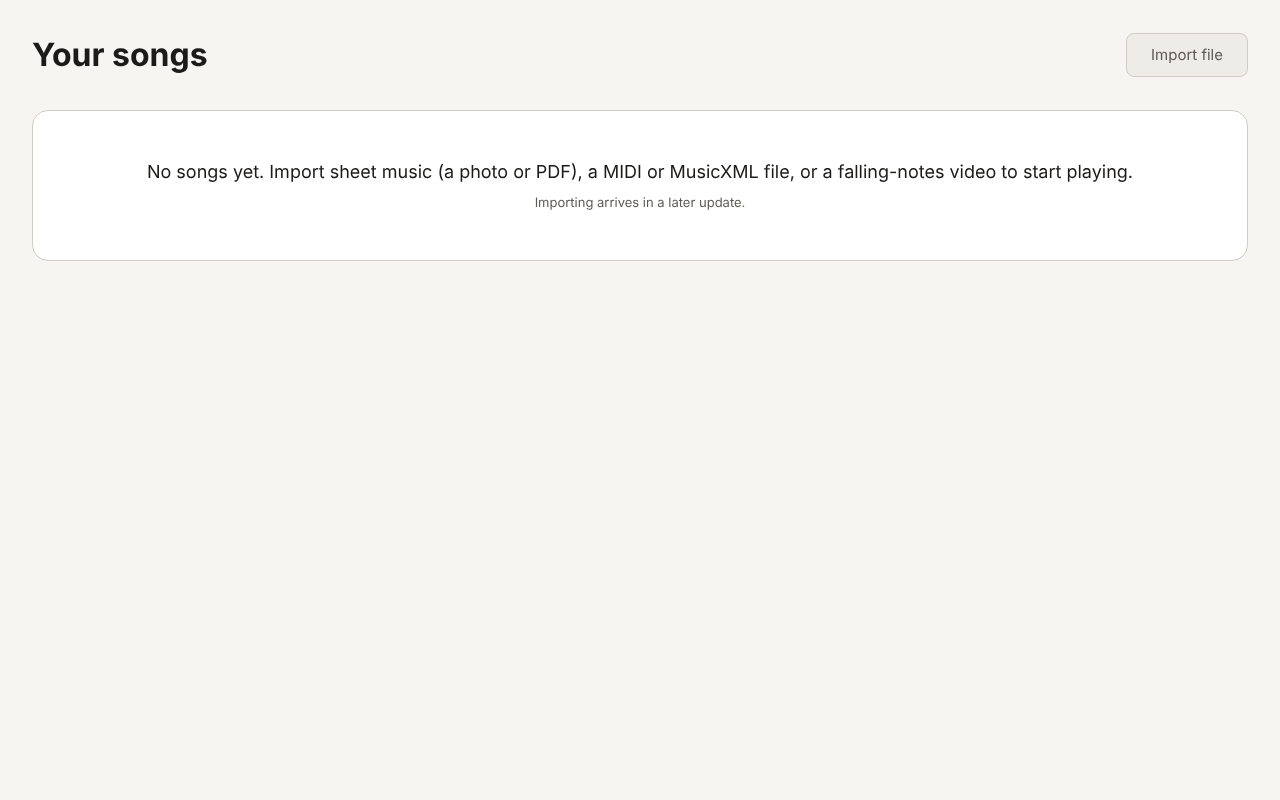 Your songs
Import file
No songs yet. Import sheet music (a photo or PDF), a MIDI or MusicXML file, or a falling-notes video to start playing.
Importing arrives in a later update.